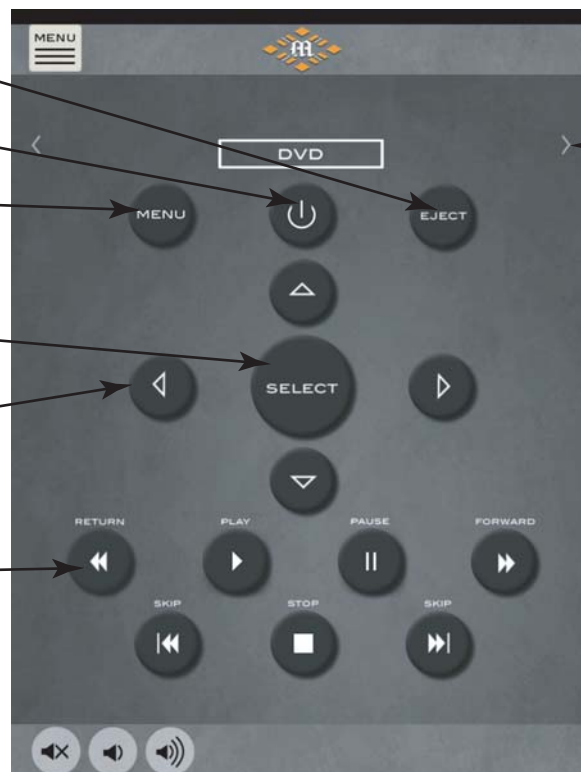 MENU
m
DVD
MENU
EJECT
SELECT
RETURN PLAY PAUSE FORWARD
SKIP STOP SKIP